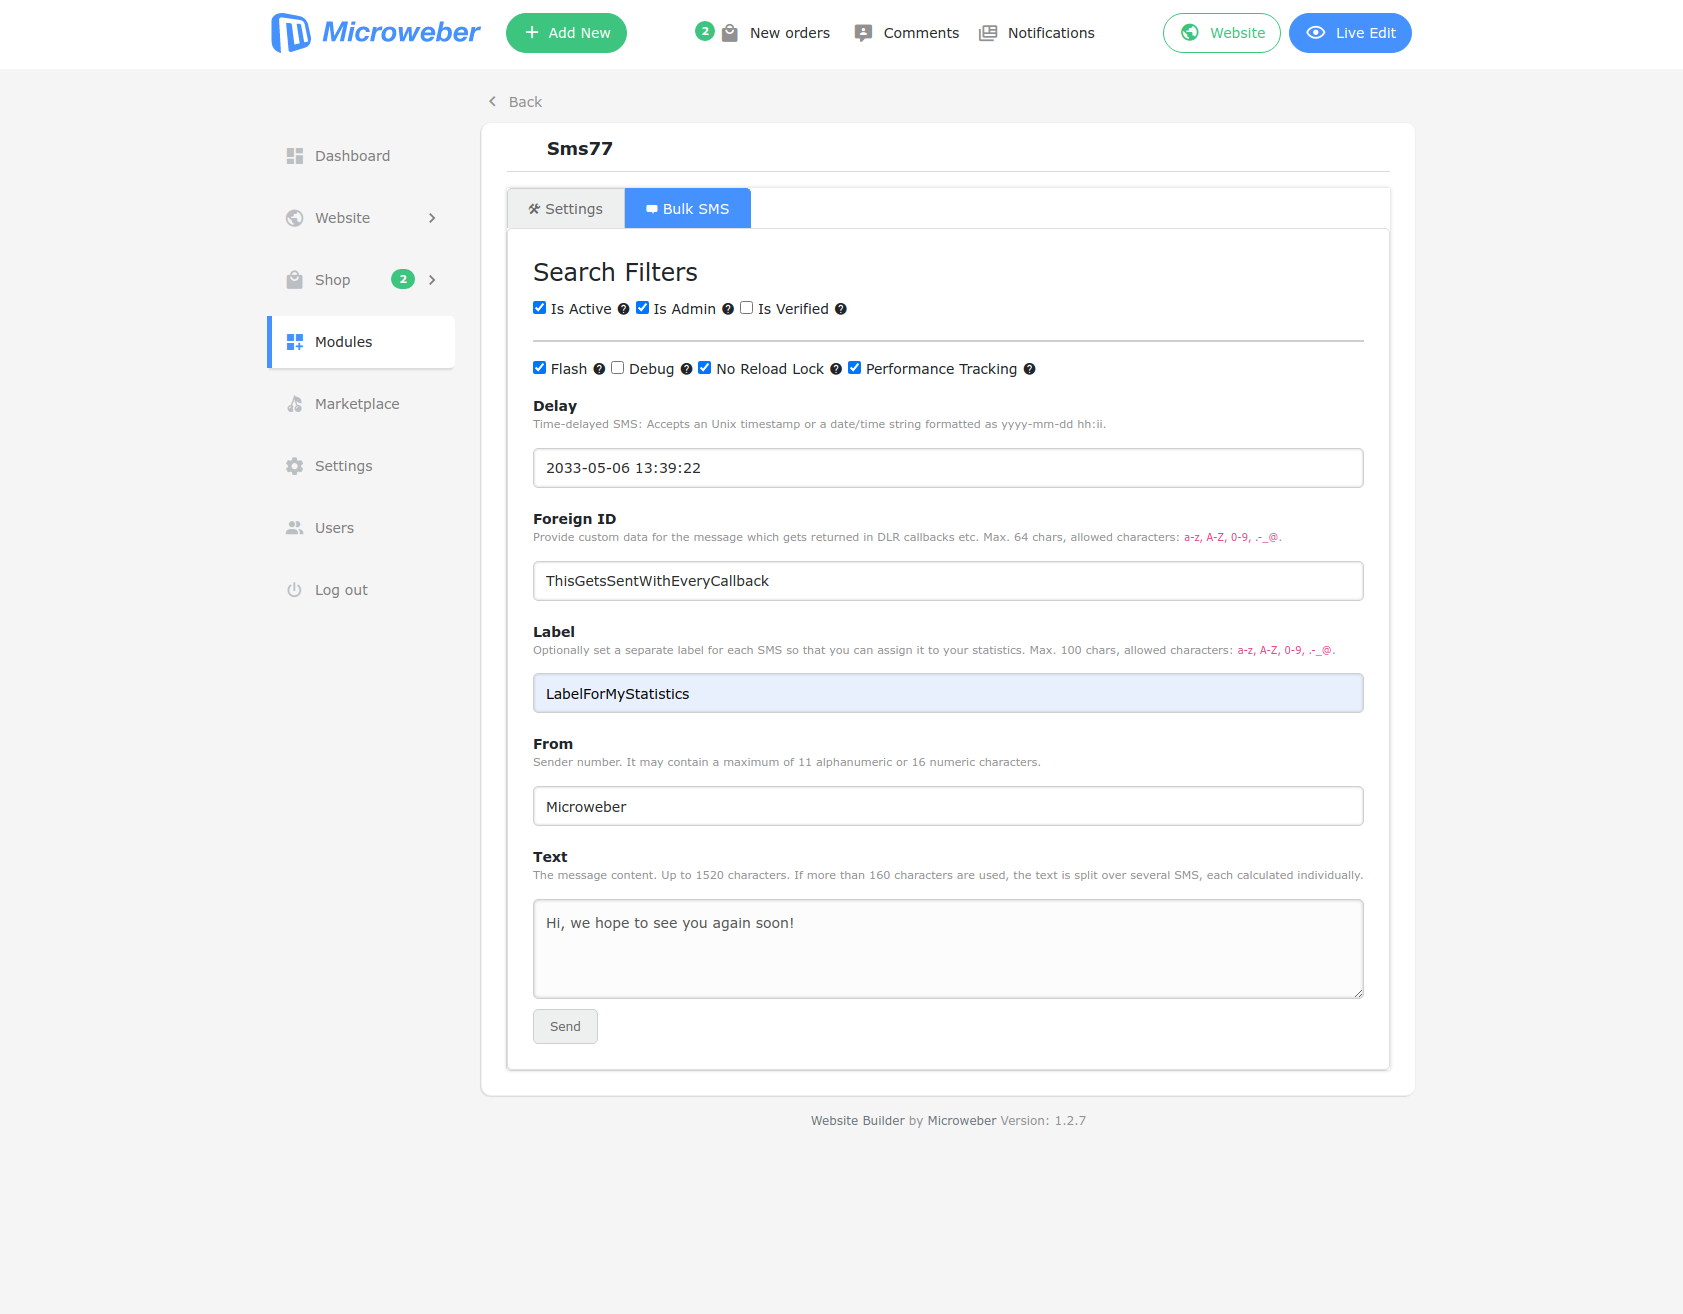 Microweber
Add New
2
New orders
Comments
Notifications
Website
Live Edit
Back
Dashboard
Website
Shop
2
Modules
Marketplace
Settings
Users
Log out
Sms77
Settings
Bulk SMS
Search Filters
Is Active ? Is Admin ? Is Verified ?
Flash ? Debug ? No Reload Lock ? Performance Tracking ?
Delay
Time-delayed SMS: Accepts an Unix timestamp or a date/time string formatted as yyyy-mm-dd hh:ii.
2033-05-06 13:39:22
Foreign ID
Provide custom data for the message which gets returned in DLR callbacks etc. Max. 64 chars, allowed characters: a-z, A-Z, 0-9, .-_@.
ThisGetsSentWithEveryCallback
Label
Optionally set a separate label for each SMS so that you can assign it to your statistics. Max. 100 chars, allowed characters: a-z, A-Z, 0-9, .-_@.
LabelForMyStatistics
From
Sender number. It may contain a maximum of 11 alphanumeric or 16 numeric characters.
Microweber
Text
The message content. Up to 1520 characters. If more than 160 characters are used, the text is split over several SMS, each calculated individually.
Hi, we hope to see you again soon!
Send
Website Builder by Microweber Version: 1.2.7